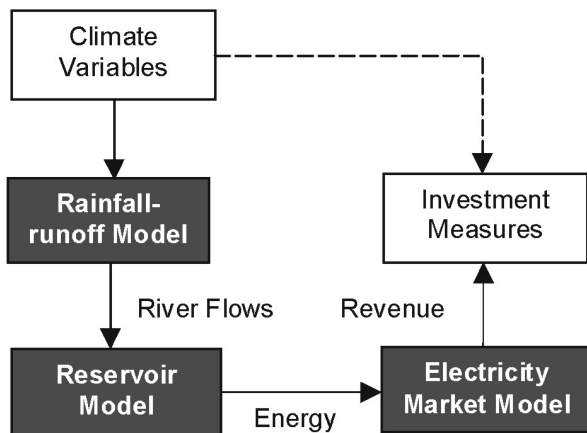 Climate
Variables
Rainfall-
runoff Model
Investment
Measures
River Flows
Revenue
Reservoir
Model
Energy
Electricity
Market Model